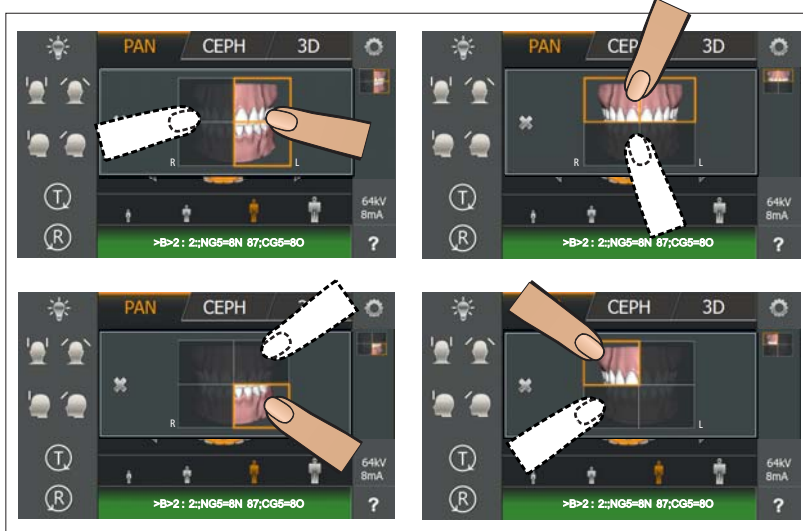 PAN CEPH 3D
R L
T
64kV
8mA
R
>B>2 : 2:;NG5=8N 87;CG5=8O
?
PAN CEP 3D
R L
T
64kV
8mA
R
>B>2 : 2:;NG5=8N 87;CG5=8O
?
PAN CEPH
R
T
64kV
8mA
R
>B>2 : 2:;NG5=8N 87;CG5=8O
?
CEPH 3D
L
T
64kV
8mA
R
>B>2 : 2:;NG5=8N 87;CG5=8O
?